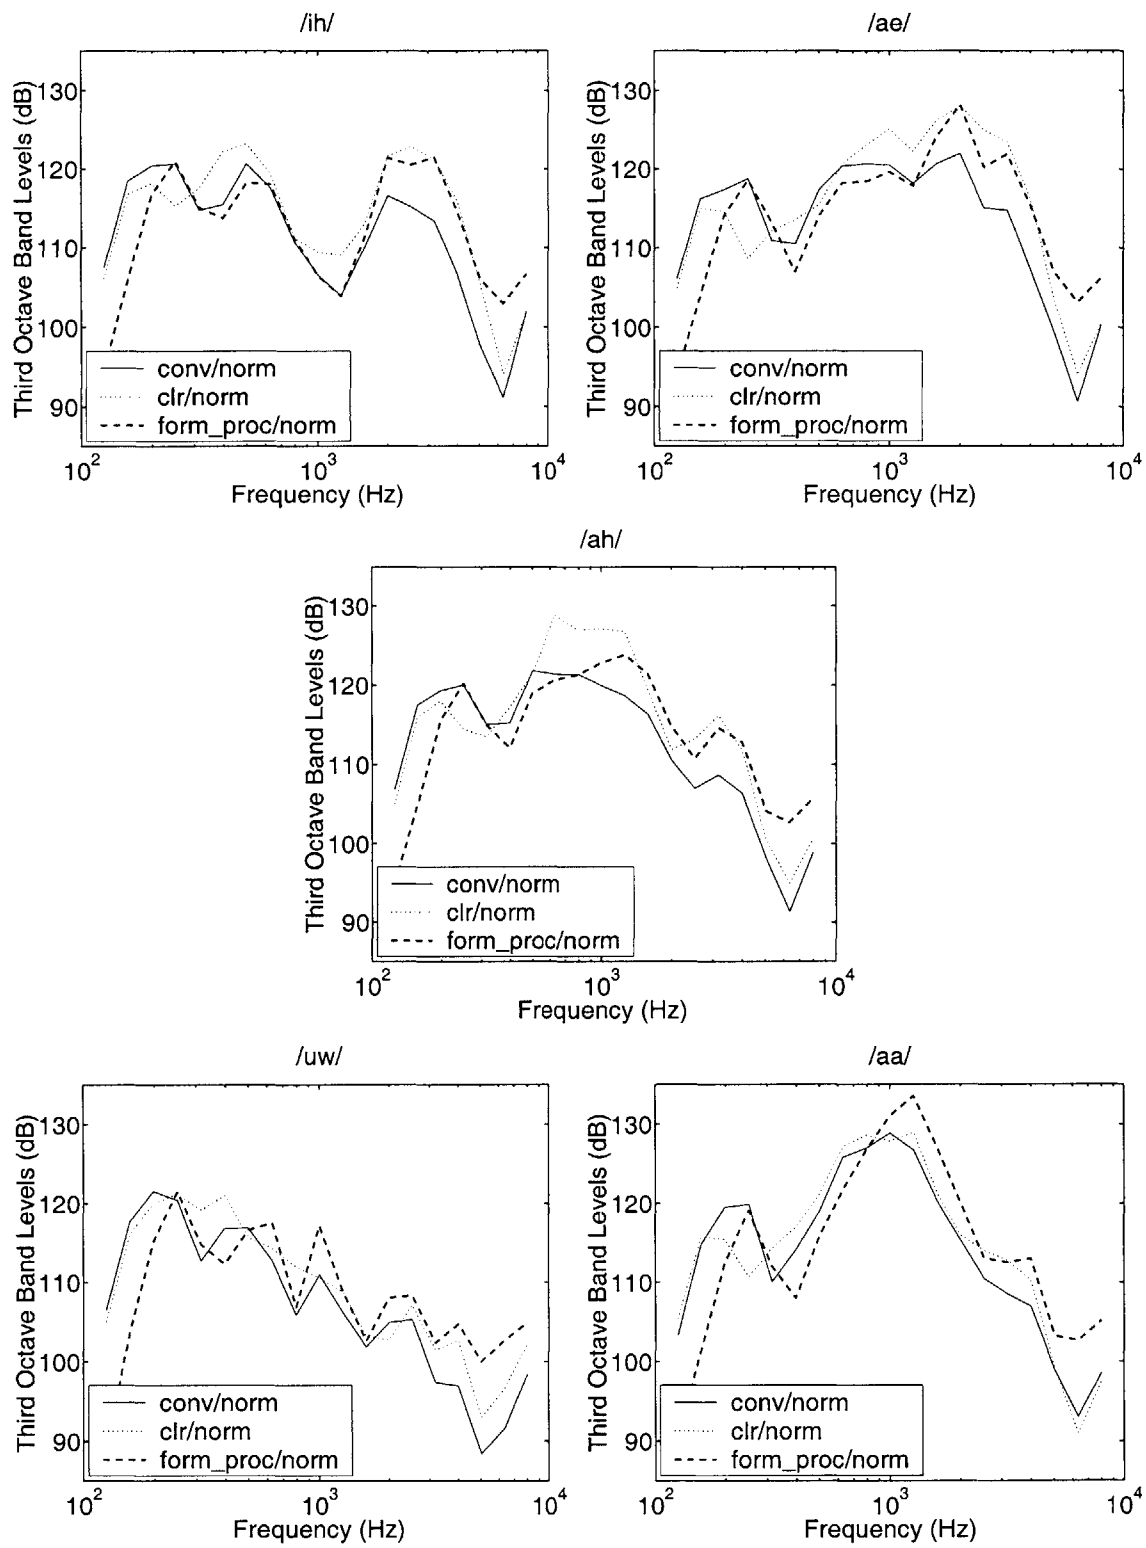 /ih/
130
120
110
100
90
Third Octave Band Levels (dB)
conv/norm
clr/norm
form_proc/norm
10^2
10^3
10^4
Frequency (Hz)
/ae/
130
120
110
100
90
Third Octave Band Levels (dB)
conv/norm
clr/norm
form_proc/norm
10^2
10^3
10^4
Frequency (Hz)
/ah/
130
120
110
100
90
Third Octave Band Levels (dB)
conv/norm
clr/norm
form_proc/norm
10^2
10^3
10^4
Frequency (Hz)
/uw/
130
120
110
100
90
Third Octave Band Levels (dB)
conv/norm
clr/norm
form_proc/norm
10^2
10^3
10^4
Frequency (Hz)
/aa/
130
120
110
100
90
Third Octave Band Levels (dB)
conv/norm
clr/norm
form_proc/norm
10^2
10^3
10^4
Frequency (Hz)